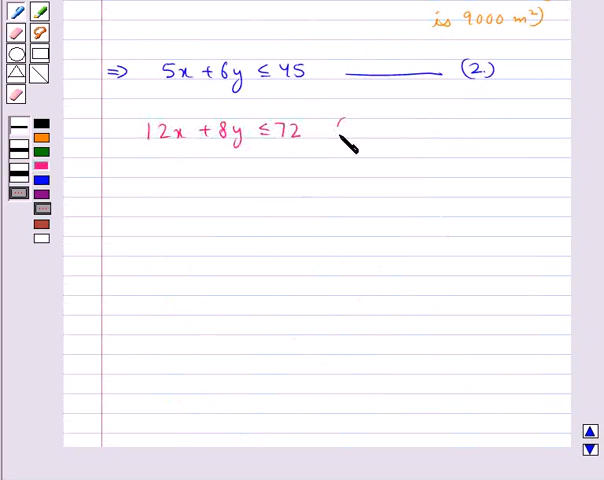 is 9000 m²)
⇒ 5x + 6y ≤ 45 ———— (2.)
12x + 8y ≤ 72 (